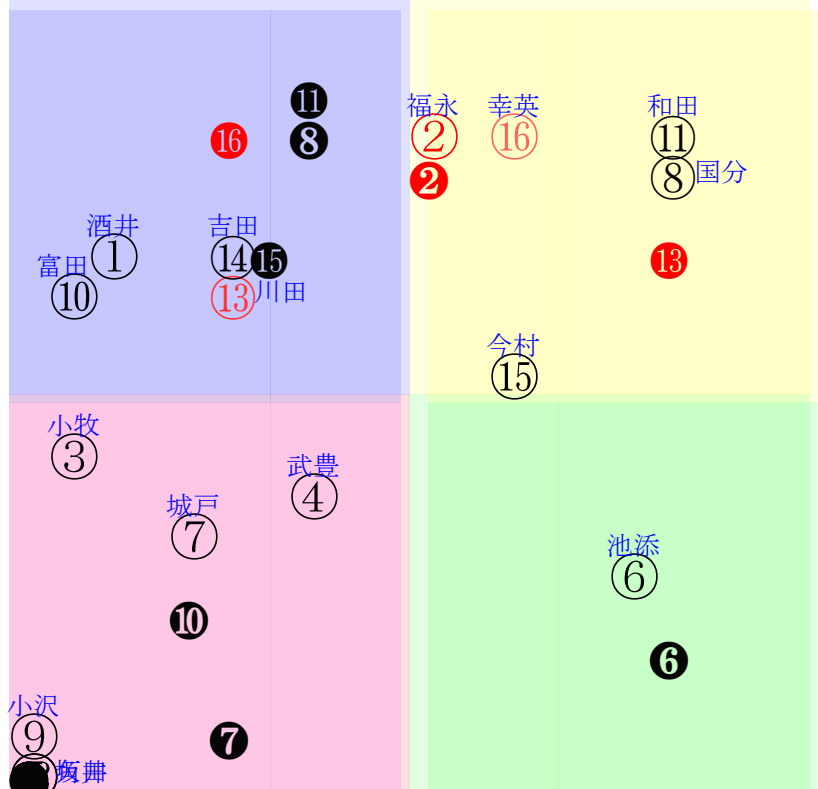 ⓫
福永 幸英 和田
⓰ ❽ ② ⑯ ⑪
❷ ⑧ 国分
酒井 吉田
① ⑭ ⓯ ⓭
富田
⑩ ⑬ 川田
今村
⑮
小牧
③
武豊
④
城戸
⑦
池添
⑥
❿
❻
小沢
⑨ ❼